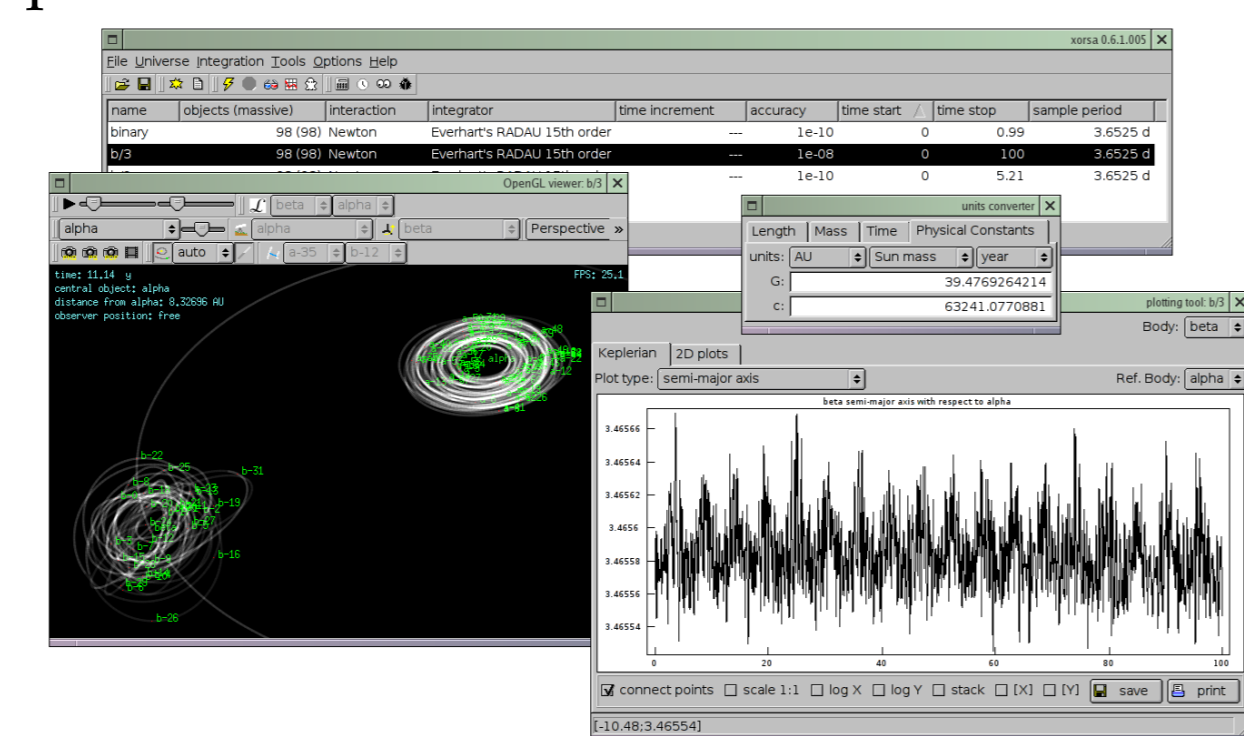 xorsa 0.6.1.005
File Universe Integration Tools Options Help
name objects (massive) interaction integrator time increment accuracy time start time stop sample period
binary 98 (98) Newton Everhart's RADAU 15th order --- 1e-10 0 0.99 3.6525 d
b/3 98 (98) Newton Everhart's RADAU 15th order --- 1e-08 0 100 3.6525 d
--- 1e-10 0 5.21 3.6525 d
OpenGL viewer: b/3
beta alpha
alpha alpha beta Perspective »
auto a-35 b-12
time: 11.14 y
central object: alpha
distance from alpha: 8.32696 AU
observer position: free
FPS: 25.1
a-48
a-22
alpha
a-12
b-22
b-25
b-31
b-19
b-16
b-26
units converter
Length Mass Time Physical Constants
units: AU Sun mass year
G: 39.4769264214
c: 63241.0770881
plotting tool: b/3
Body: beta
Keplerian 2D plots
Plot type: semi-major axis Ref. Body: alpha
beta semi-major axis with respect to alpha
3.46566
3.46564
3.46562
3.4656
3.46558
3.46556
3.46554
0 20 40 60 80 100
connect points scale 1:1 log X log Y stack [X] [Y] save print
[-10.48;3.46554]